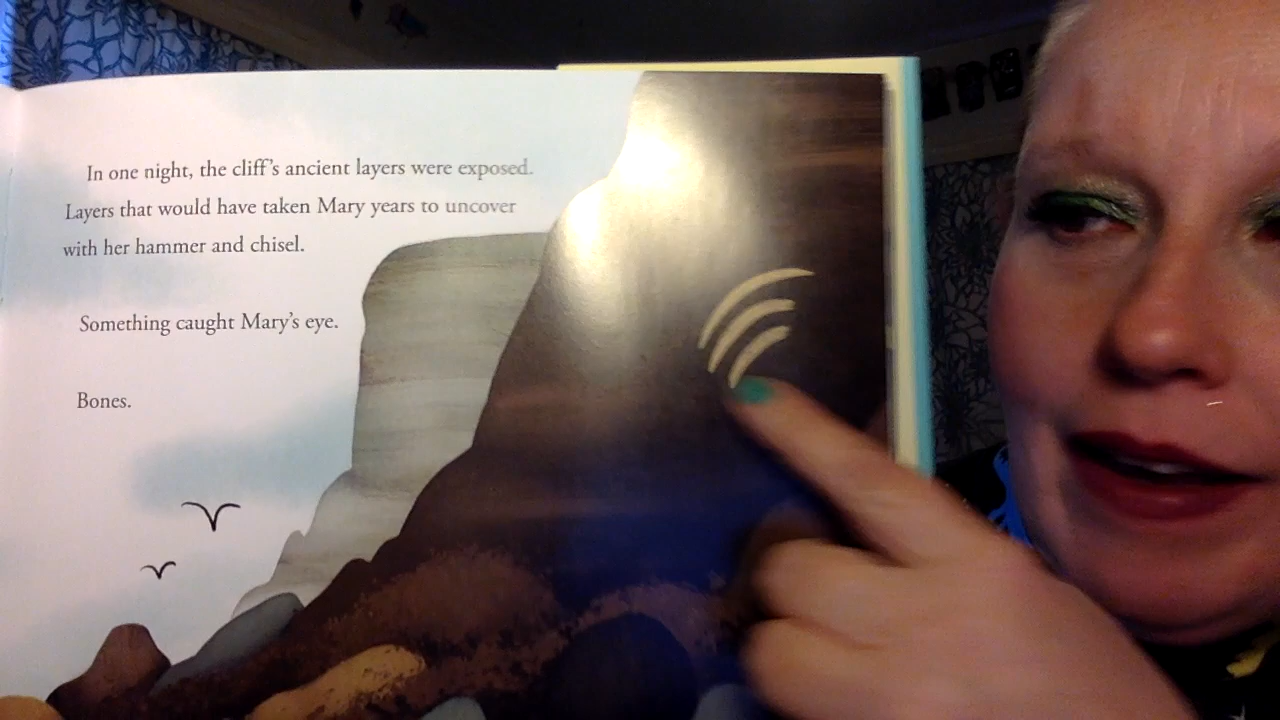 In one night, the cliff's ancient layers were exposed.
Layers that would have taken Mary years to uncover
with her hammer and chisel.
Something caught Mary's eye.
Bones.